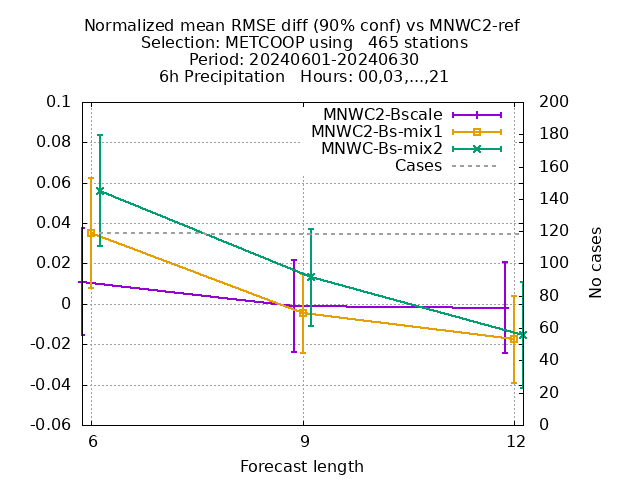 Normalized mean RMSE diff (90% conf) vs MNWC2-ref
Selection: METCOOP using   465 stations
Period: 20240601-20240630
6h Precipitation   Hours: 00,03,...,21
MNWC2-Bscale
MNWC2-Bs-mix1
MNWC-Bs-mix2
Cases
0.1
0.08
0.06
0.04
0.02
0
-0.02
-0.04
-0.06
200
180
160
140
120
100
80
60
40
20
0
No cases
6
9
12
Forecast length